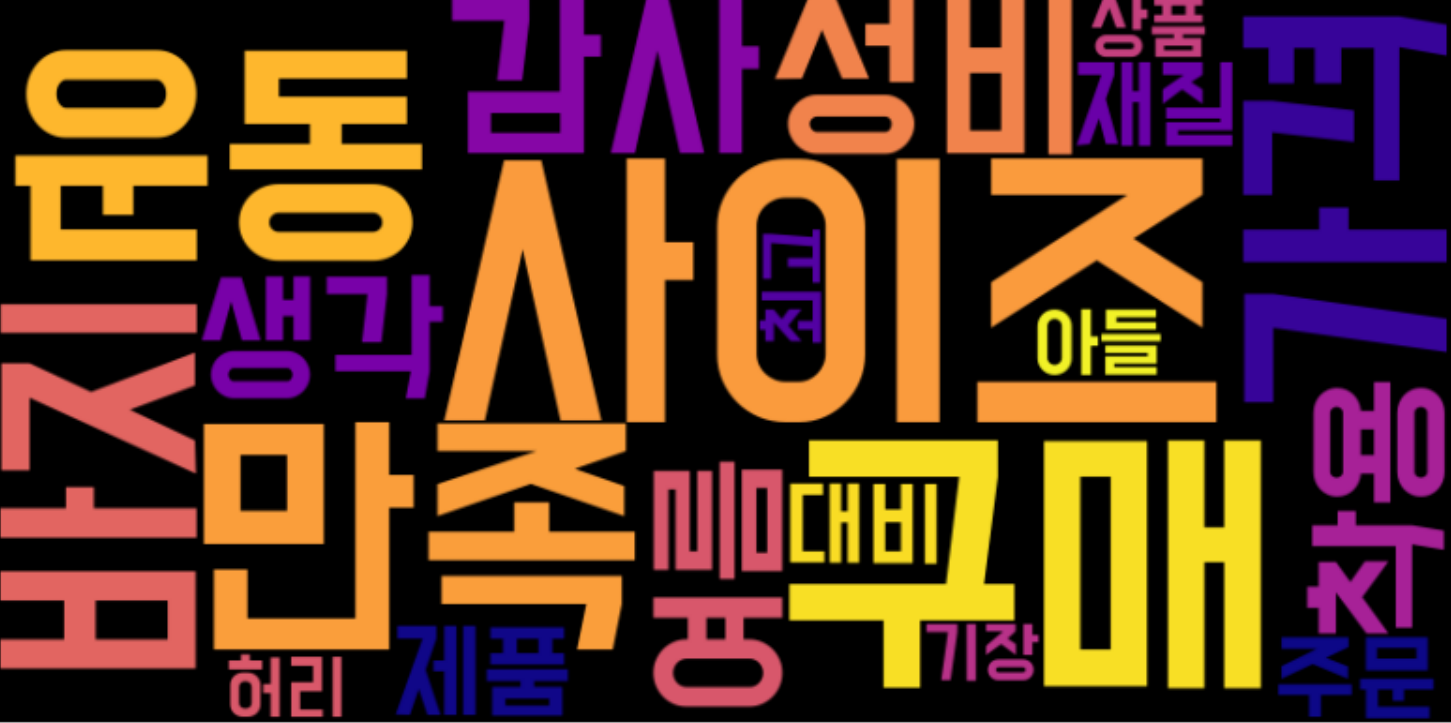 감사
성비
상품
재질
가격
운동
사이즈
최고
생각
아들
바지
만족
여름
대비
구매
착용
기장
허리
제품
주문